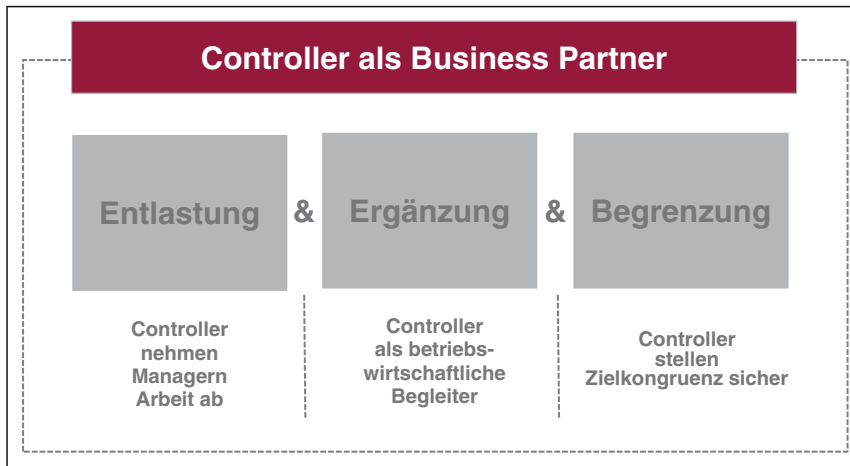 Controller als Business Partner
Entlastung & Ergänzung & Begrenzung
Controller
nehmen
Managern
Arbeit ab
Controller
als betriebs-
wirtschaftliche
Begleiter
Controller
stellen
Zielkongruenz sicher